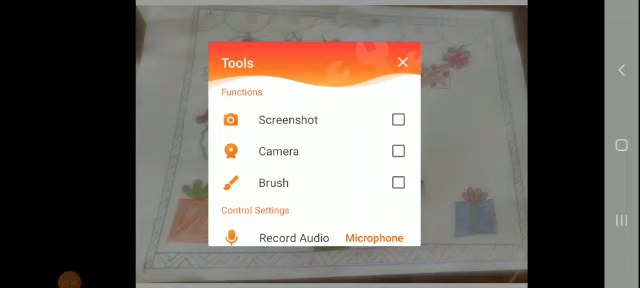 Tools
Functions
Screenshot
Camera
Brush
Control Settings
Record Audio Microphone